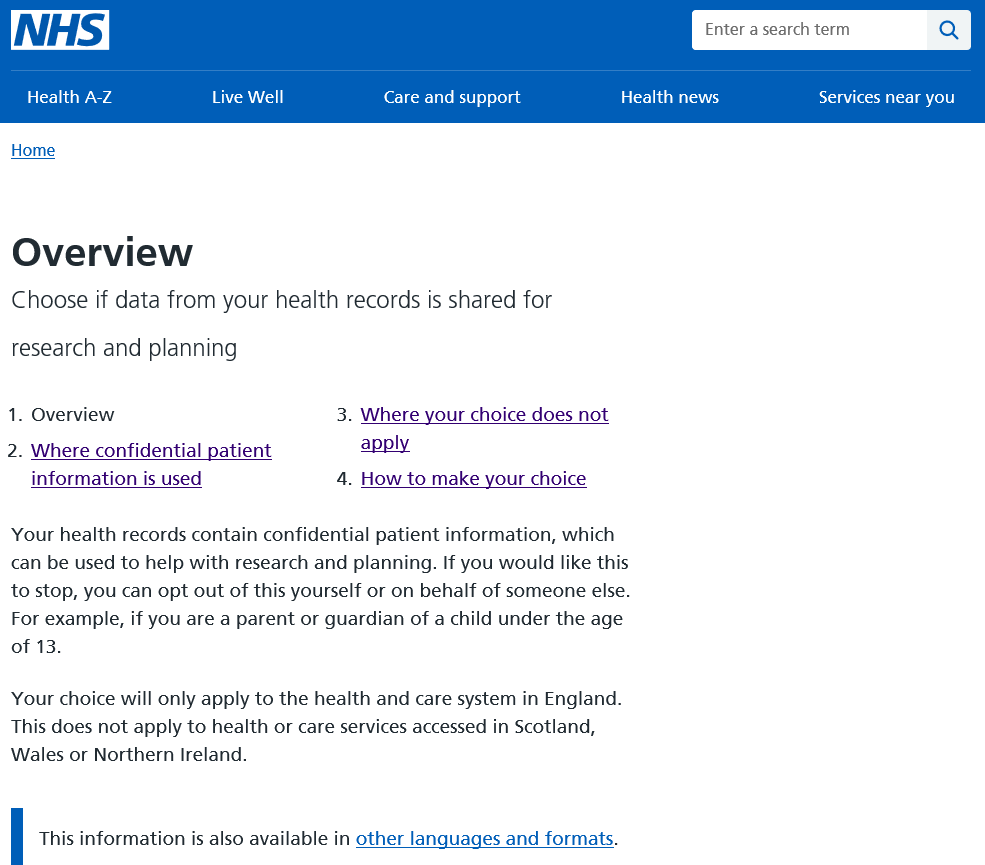 NHS
Enter a search term
Health A-Z
Live Well
Care and support
Health news
Services near you
Home
Overview
Choose if data from your health records is shared for
research and planning
1. Overview
2. Where confidential patient
information is used
3. Where your choice does not
apply
4. How to make your choice
Your health records contain confidential patient information, which
can be used to help with research and planning. If you would like this
to stop, you can opt out of this yourself or on behalf of someone else.
For example, if you are a parent or guardian of a child under the age
of 13.
Your choice will only apply to the health and care system in England.
This does not apply to health or care services accessed in Scotland,
Wales or Northern Ireland.
This information is also available in other languages and formats.